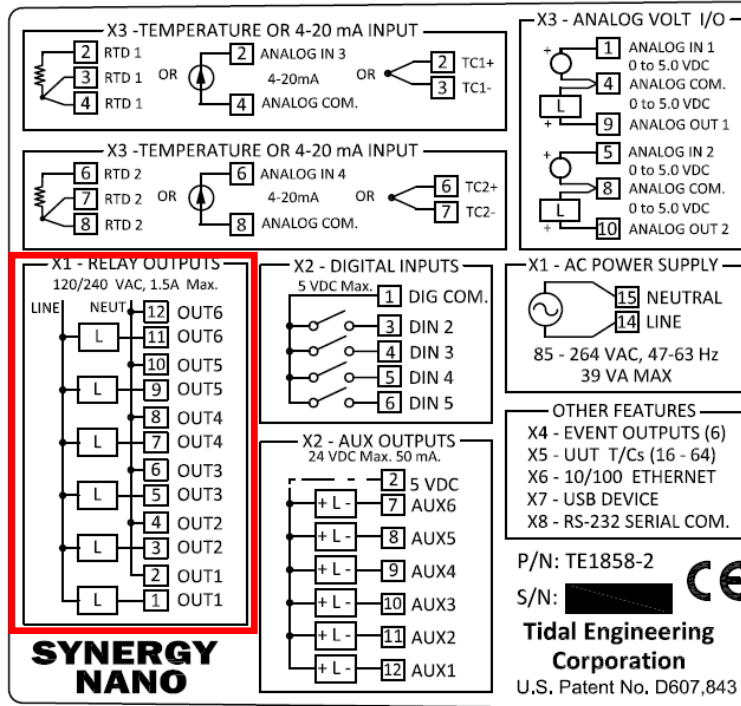 X3 -TEMPERATURE OR 4-20 mA INPUT
2 RTD 1
3 RTD 1
4 RTD 1
OR
2 ANALOG IN 3
4-20mA
4 ANALOG COM.
OR
2 TC1+
3 TC1-
X3 - ANALOG VOLT I/O
+ 1 ANALOG IN 1
0 to 5.0 VDC
4 ANALOG COM.
L 0 to 5.0 VDC
+ 9 ANALOG OUT 1
+ 5 ANALOG IN 2
0 to 5.0 VDC
8 ANALOG COM.
L 0 to 5.0 VDC
+ 10 ANALOG OUT 2
X3 -TEMPERATURE OR 4-20 mA INPUT
6 RTD 2
7 RTD 2
8 RTD 2
OR
6 ANALOG IN 4
4-20mA
8 ANALOG COM.
OR
6 TC2+
7 TC2-
X1 - RELAY OUTPUTS
120/240 VAC, 1.5A Max.
LINE NEUT. 12 OUT6
L 11 OUT6
10 OUT5
L 9 OUT5
8 OUT4
L 7 OUT4
6 OUT3
L 5 OUT3
4 OUT2
L 3 OUT2
2 OUT1
L 1 OUT1
X2 - DIGITAL INPUTS
5 VDC Max.
1 DIG COM.
3 DIN 2
4 DIN 3
5 DIN 4
6 DIN 5
X1 - AC POWER SUPPLY
15 NEUTRAL
14 LINE
85 - 264 VAC, 47-63 Hz
39 VA MAX
X2 - AUX OUTPUTS
24 VDC Max. 50 mA.
2 5 VDC
+ L - 7 AUX6
+ L - 8 AUX5
+ L - 9 AUX4
+ L - 10 AUX3
+ L - 11 AUX2
+ L - 12 AUX1
OTHER FEATURES
X4 - EVENT OUTPUTS (6)
X5 - UUT T/Cs (16 - 64)
X6 - 10/100 ETHERNET
X7 - USB DEVICE
X8 - RS-232 SERIAL COM.
P/N: TE1858-2
S/N:
CE
SYNERGY
NANO
Tidal Engineering
Corporation
U.S. Patent No. D607,843